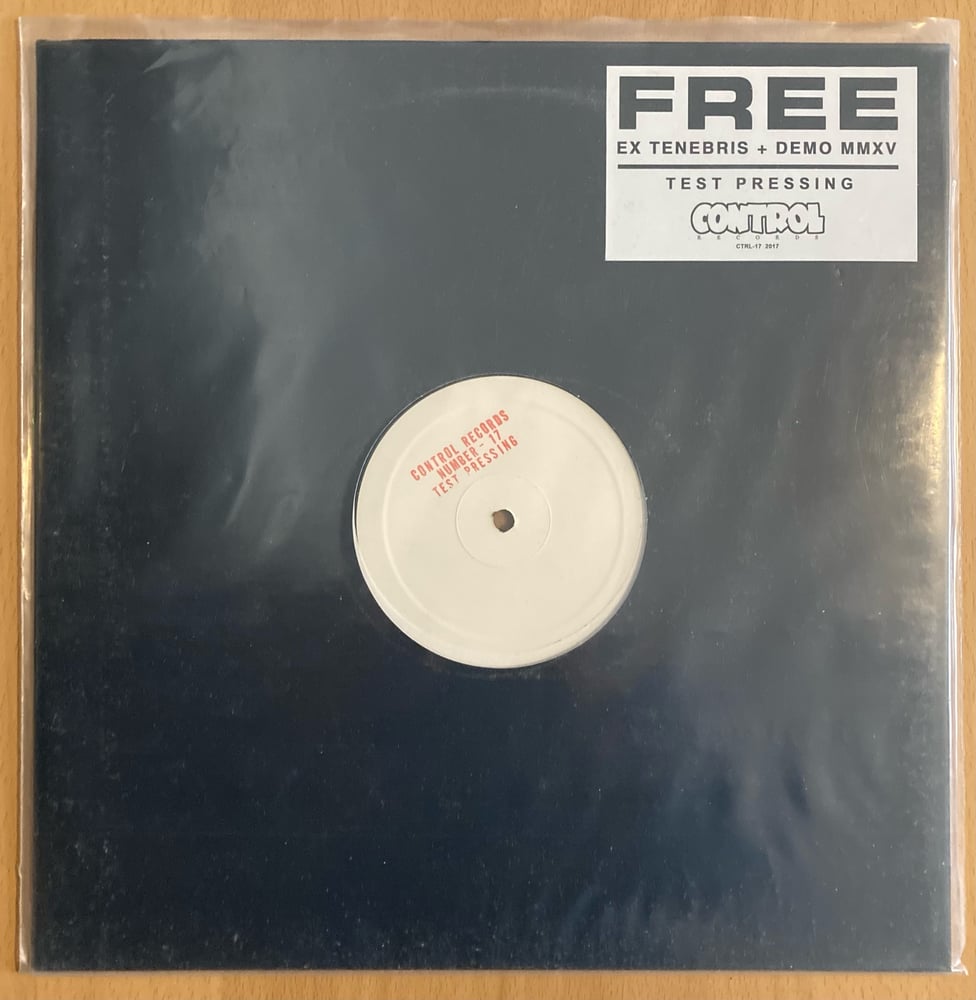 FREE
EX TENEBRIS + DEMO MMXV
TEST PRESSING
CONTROL
RECORDS
CTRL-17 2017
CONTROL RECORDS
NUMBER - 17
TEST PRESSING